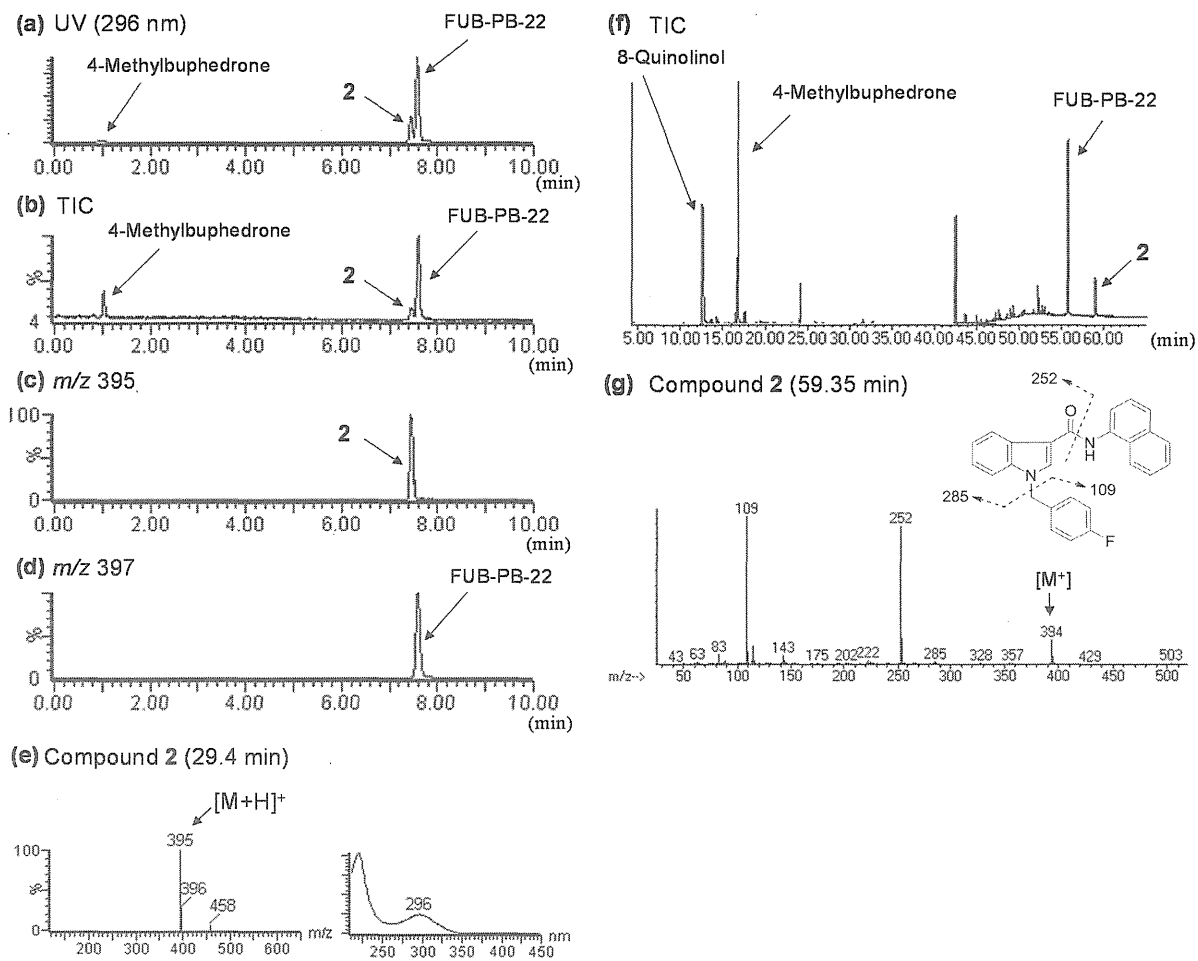 (a) UV (296 nm)
FUB-PB-22
4-Methylbuphedrone
2
0.00 2.00 4.00 6.00 8.00 10.00
(min)
(b) TIC
FUB-PB-22
4-Methylbuphedrone
2
%
4
0.00 2.00 4.00 6.00 8.00 10.00
(min)
(c) m/z 395
100
2
%
0
0.00 2.00 4.00 6.00 8.00 10.00
(min)
(d) m/z 397
FUB-PB-22
%
0
0.00 2.00 4.00 6.00 8.00 10.00
(min)
(e) Compound 2 (29.4 min)
[M+H]+
395
100
396
458
%
0
200 300 400 500 600 m/z
296
250 300 350 400 450 nm
(f) TIC
8-Quinolinol
4-Methylbuphedrone
FUB-PB-22
2
5.00 10.00 15.00 20.00 25.00 30.00 35.00 40.00 45.00 50.00 55.00 60.00 (min)
(g) Compound 2 (59.35 min)
252
O
N
H
N
285
109
F
109
252
[M+]
394
43 63 83 143 175 202 222 285 328 357 429 503
m/z-->
50 100 150 200 250 300 350 400 450 500